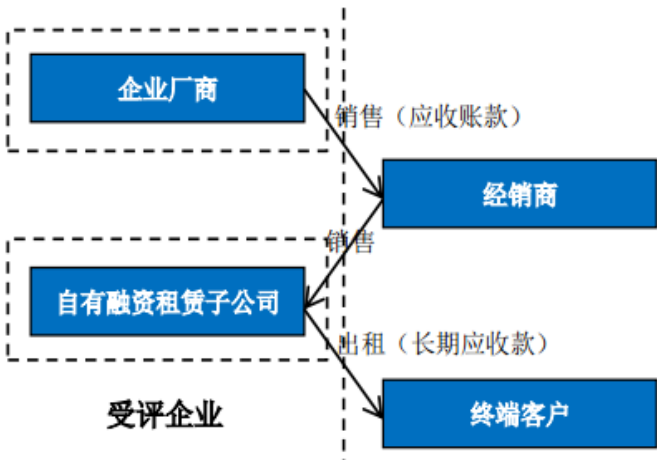 企业厂商
销售（应收账款）
经销商
销售
自有融资租赁子公司
出租（长期应收款）
受评企业
终端客户